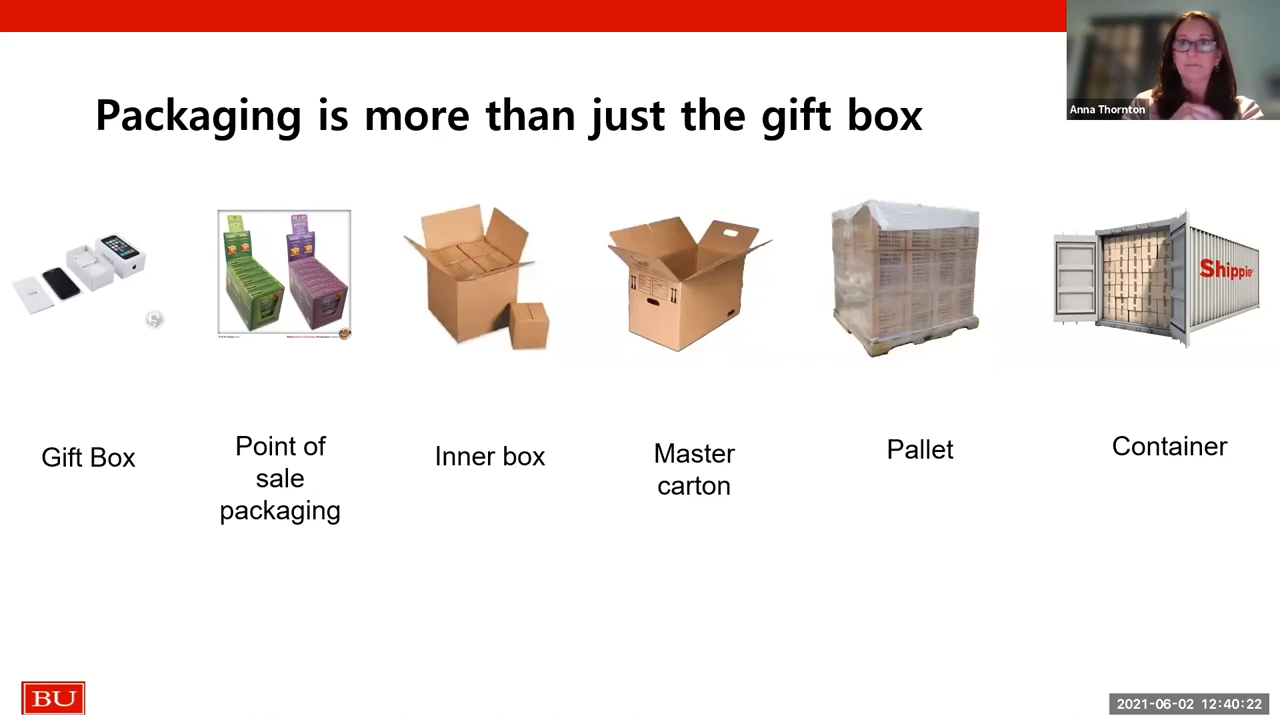 Anna Thornton
Packaging is more than just the gift box
Shippie
Gift Box
Point of
sale
packaging
Inner box
Master
carton
Pallet
Container
BU
2021-06-02 12:40:22